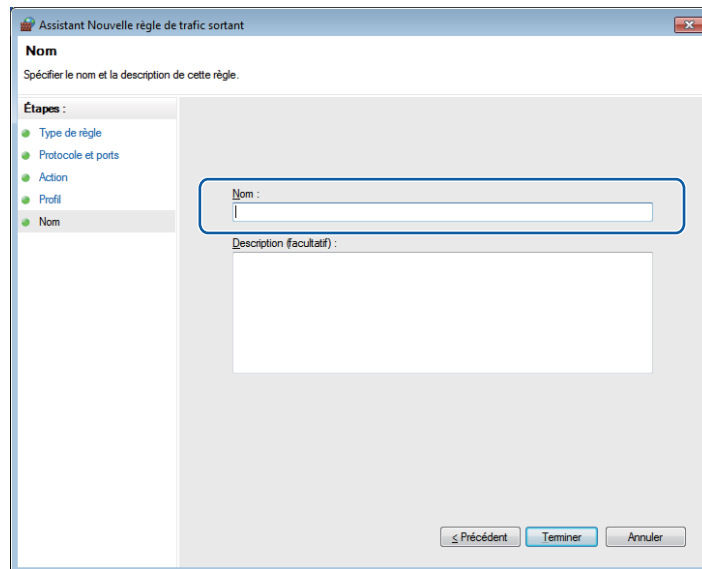 Assistant Nouvelle règle de trafic sortant
Nom
Spécifier le nom et la description de cette règle.
Étapes :
Type de règle
Protocole et ports
Action
Profil
Nom
Nom :
Description (facultatif) :
< Précédent
Terminer
Annuler